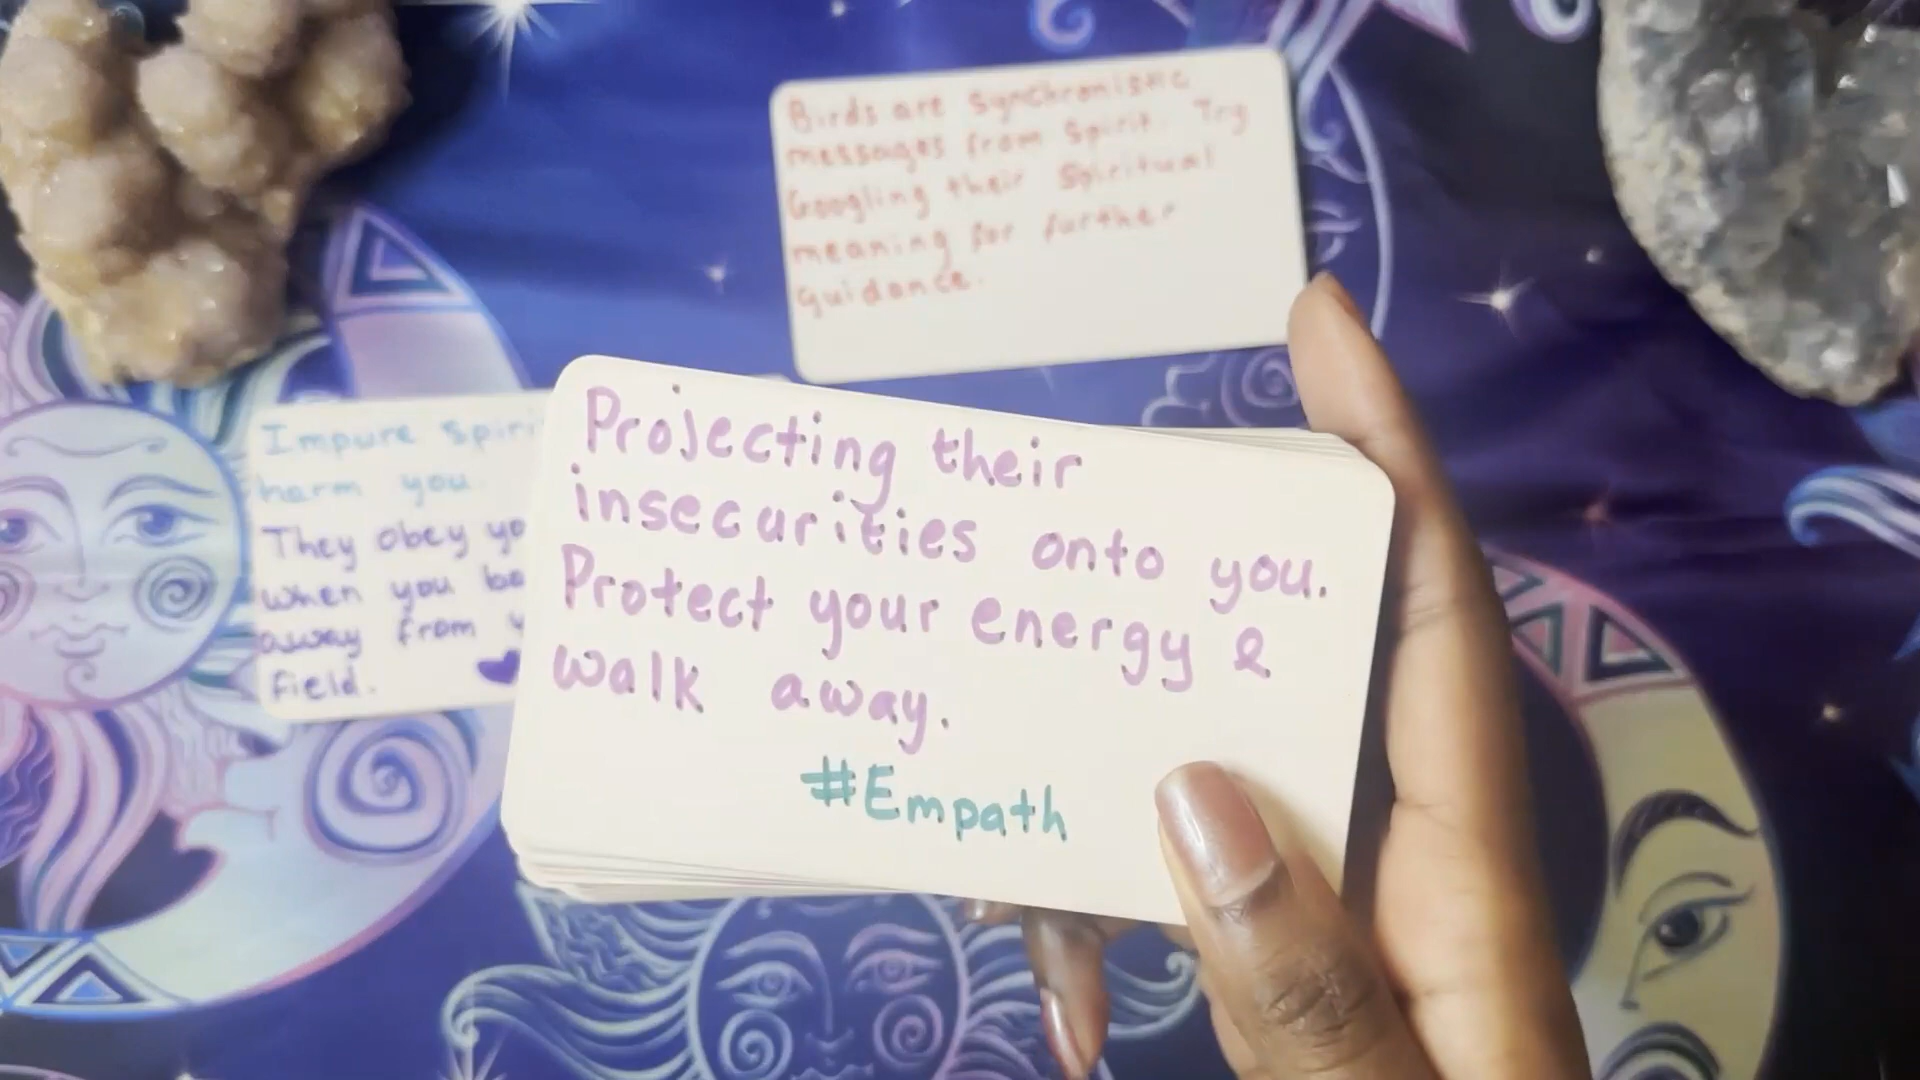 Birds are synchronistic
messages from spirit. Try
Googling their spiritual
meaning for further
guidance.
Impure
harm you.
They obey
when you
away from
field.
Projecting their
insecurities onto you.
Protect your energy &
walk away.
#Empath